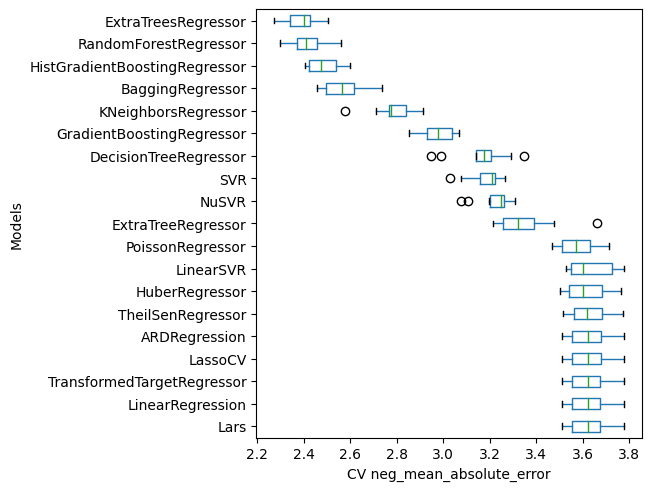 Models
ExtraTreesRegressor
RandomForestRegressor
HistGradientBoostingRegressor
BaggingRegressor
KNeighborsRegressor
GradientBoostingRegressor
DecisionTreeRegressor
SVR
NuSVR
ExtraTreeRegressor
PoissonRegressor
LinearSVR
HuberRegressor
TheilSenRegressor
ARDRegression
LassoCV
TransformedTargetRegressor
LinearRegression
Lars
2.2 2.4 2.6 2.8 3.0 3.2 3.4 3.6 3.8
CV neg_mean_absolute_error